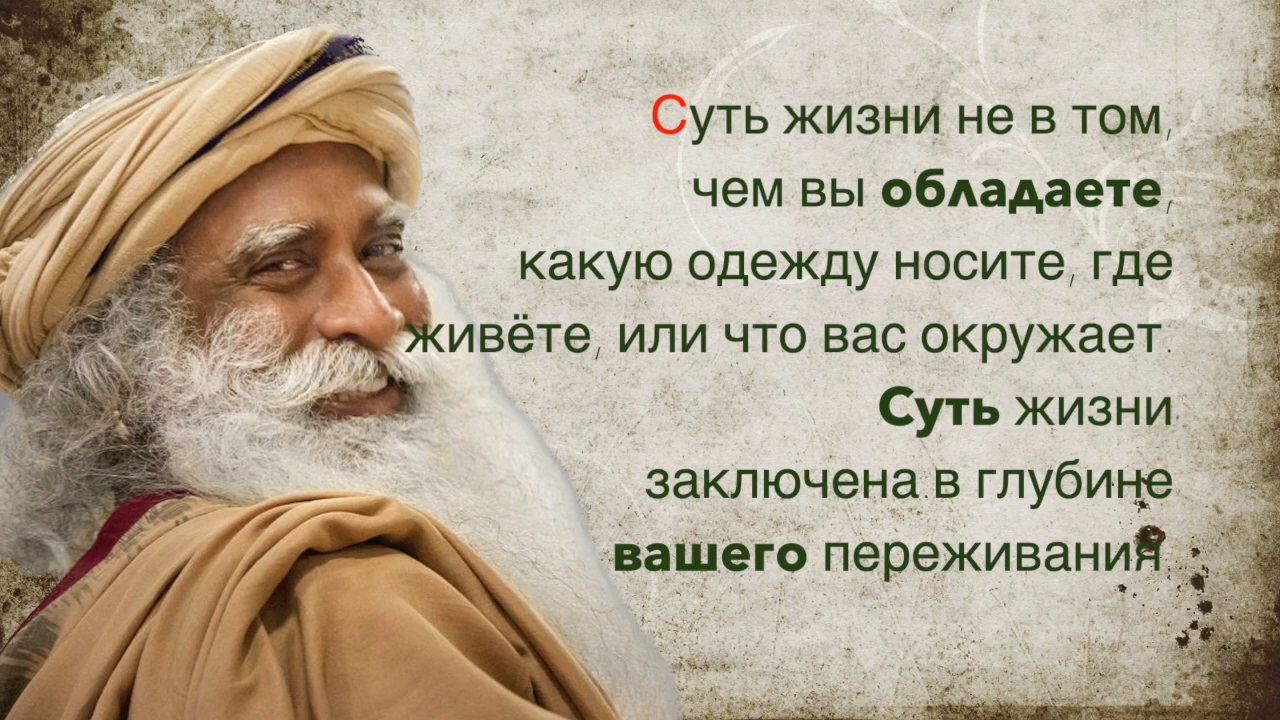 Суть жизни не в том,
чем вы обладаете,
какую одежду носите, где
живёте, или что вас окружает.
Суть жизни
заключена в глубине
вашего переживания.